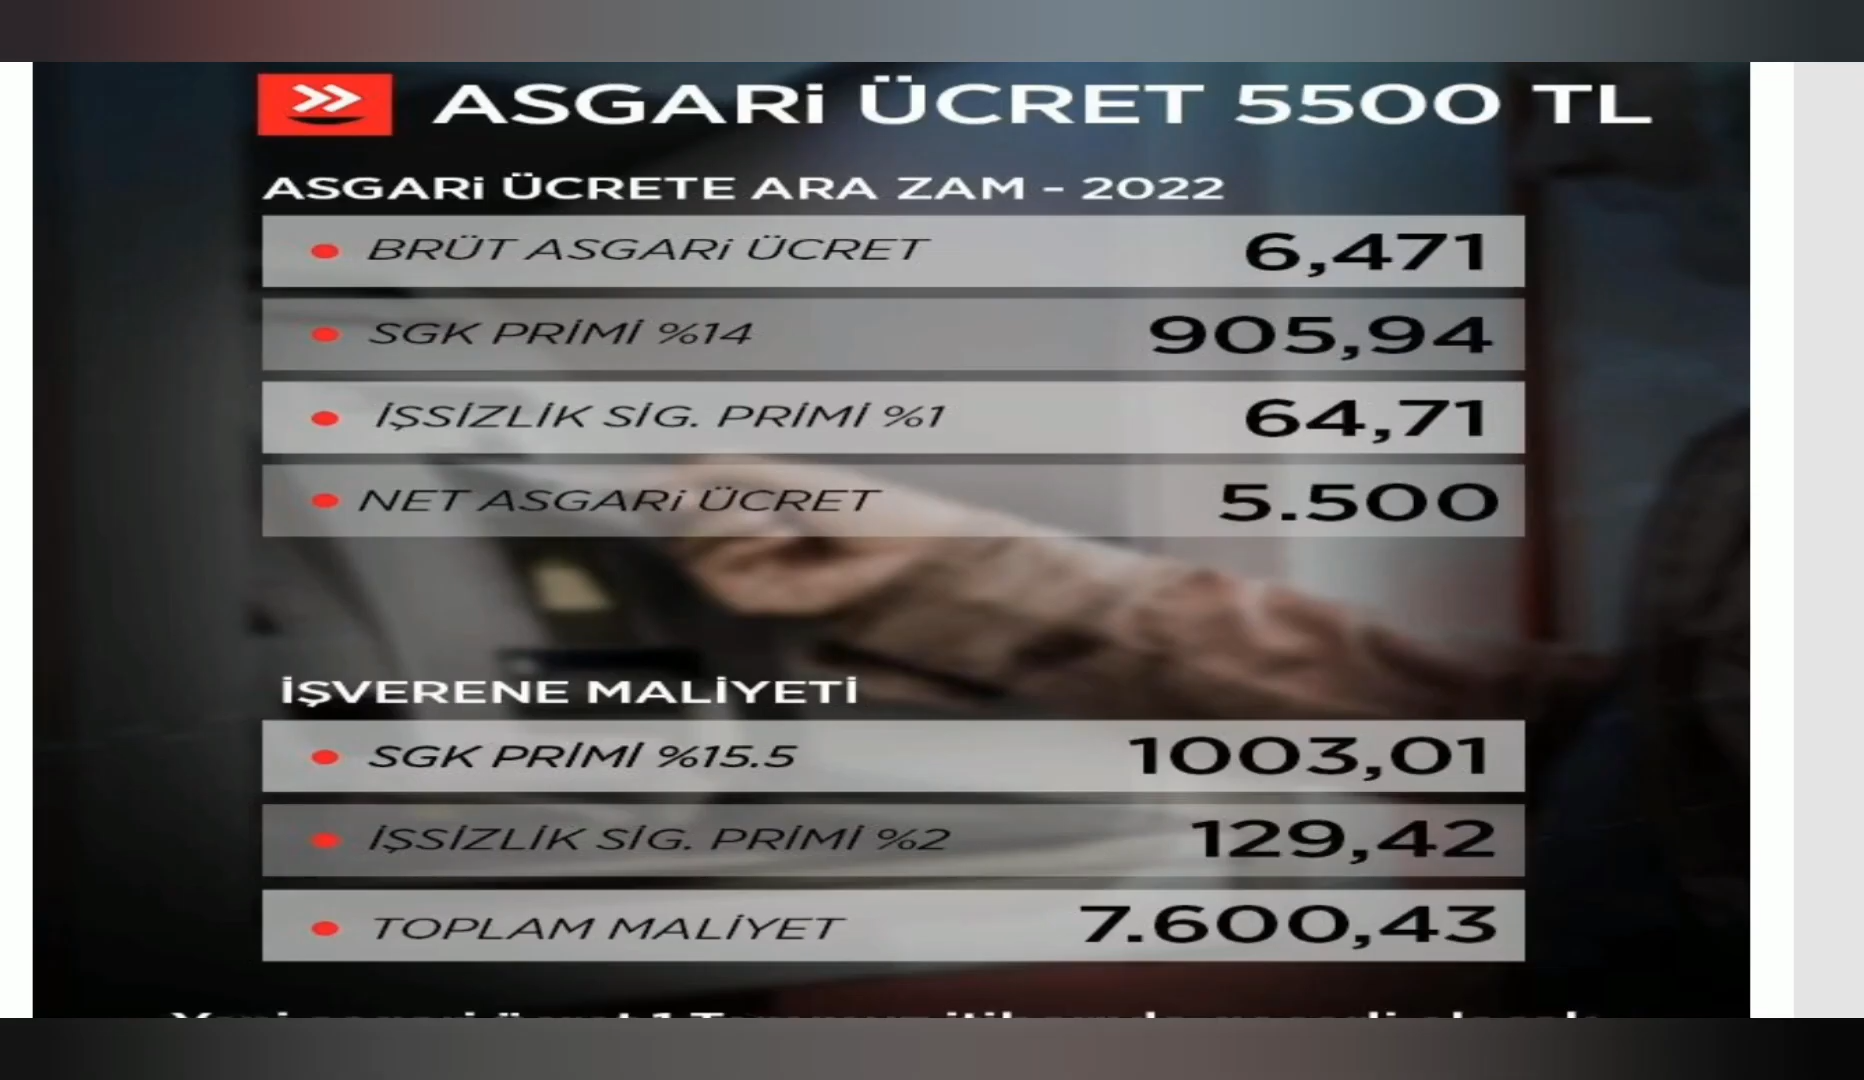 ASGARİ ÜCRET 5500 TL
ASGARİ ÜCRETE ARA ZAM - 2022
BRÜT ASGARİ ÜCRET 6,471
SGK PRİMİ %14 905,94
İŞSİZLİK SİG. PRİMİ %1 64,71
NET ASGARİ ÜCRET 5.500
İŞVERENE MALİYETİ
SGK PRİMİ %15.5 1003,01
İŞSİZLİK SİG. PRİMİ %2 129,42
TOPLAM MALİYET 7.600,43